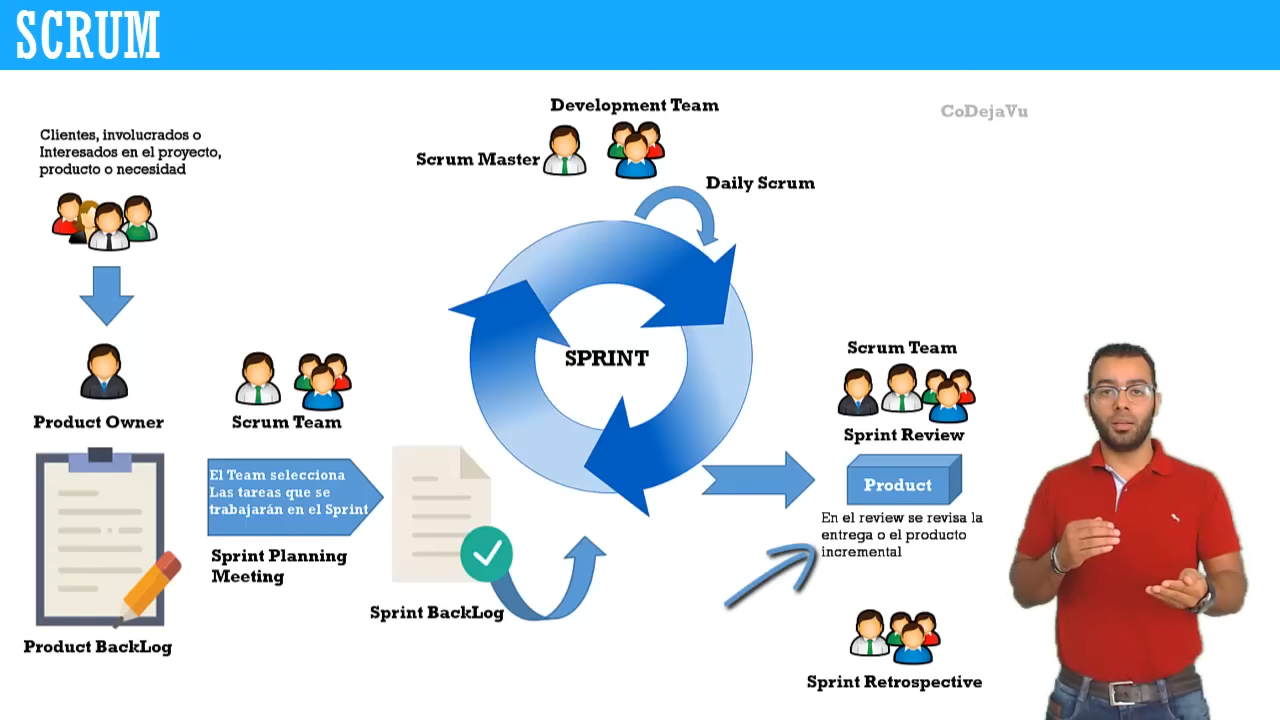 SCRUM
CoDejaVu
Clientes, involucrados o
Interesados en el proyecto,
producto o necesidad
Development Team
Scrum Master
Daily Scrum
SPRINT
Product Owner
Scrum Team
El Team selecciona
Las tareas que se
trabajarán en el Sprint
Sprint Planning
Meeting
Product BackLog
Sprint BackLog
Scrum Team
Sprint Review
Product
En el review se revisa la
entrega o el producto
incremental
Sprint Retrospective